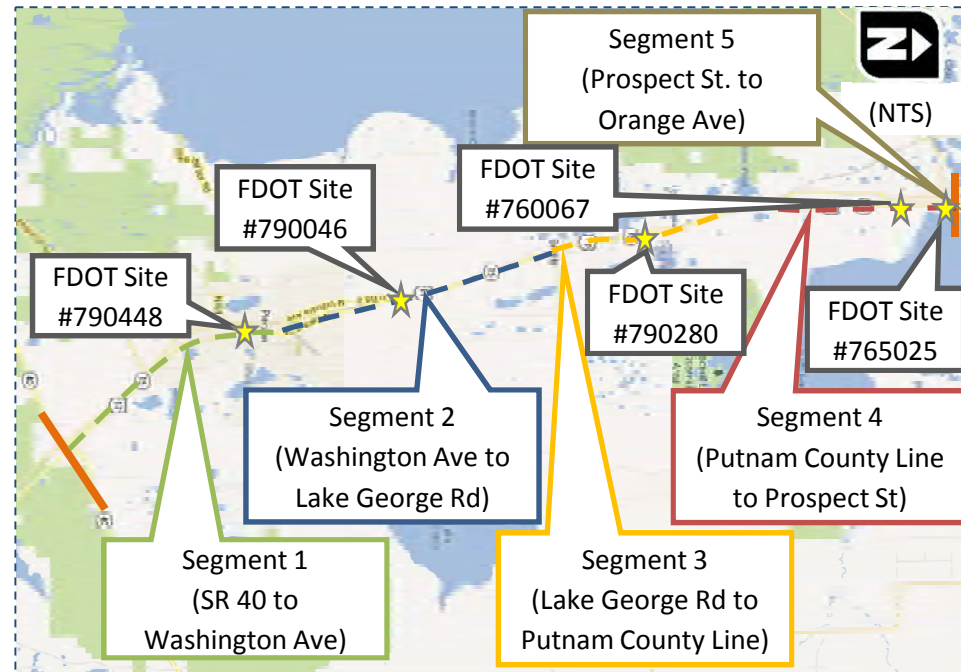 Segment 5
(Prospect St. to
Orange Ave)
N
(NTS)
FDOT Site
#790046
FDOT Site
#760067
FDOT Site
#790448
FDOT Site
#790280
FDOT Site
#765025
Segment 2
(Washington Ave to
Lake George Rd)
Segment 4
(Putnam County Line
to Prospect St)
Segment 1
(SR 40 to
Washington Ave)
Segment 3
(Lake George Rd to
Putnam County Line)